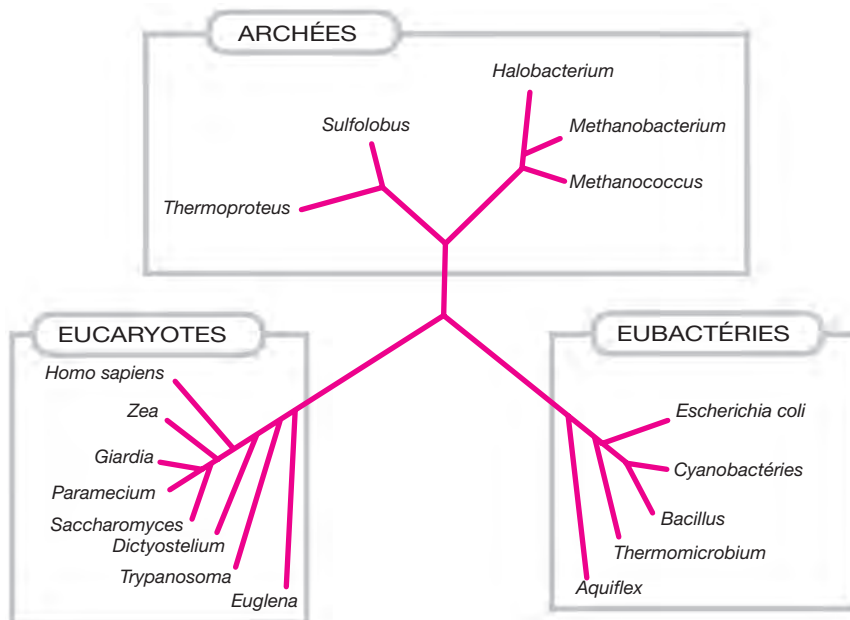 ARCHÉES
Halobacterium
Sulfolobus
Methanobacterium
Methanococcus
Thermoproteus
EUCARYOTES
EUBACTÉRIES
Homo sapiens
Zea
Giardia
Paramecium
Saccharomyces
Dictyostelium
Trypanosoma
Euglena
Escherichia coli
Cyanobactéries
Bacillus
Thermomicrobium
Aquiflex